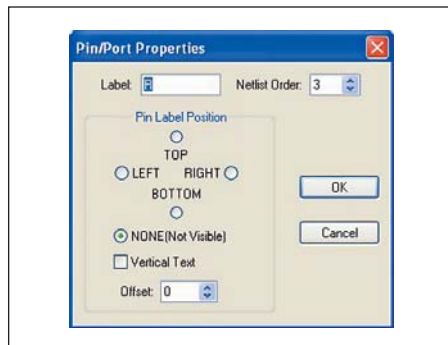 Pin/Port Properties
Label: A Netlist Order: 3
Pin Label Position
TOP
LEFT RIGHT
BOTTOM
NONE(Not Visible)
Vertical Text
Offset: 0
OK
Cancel